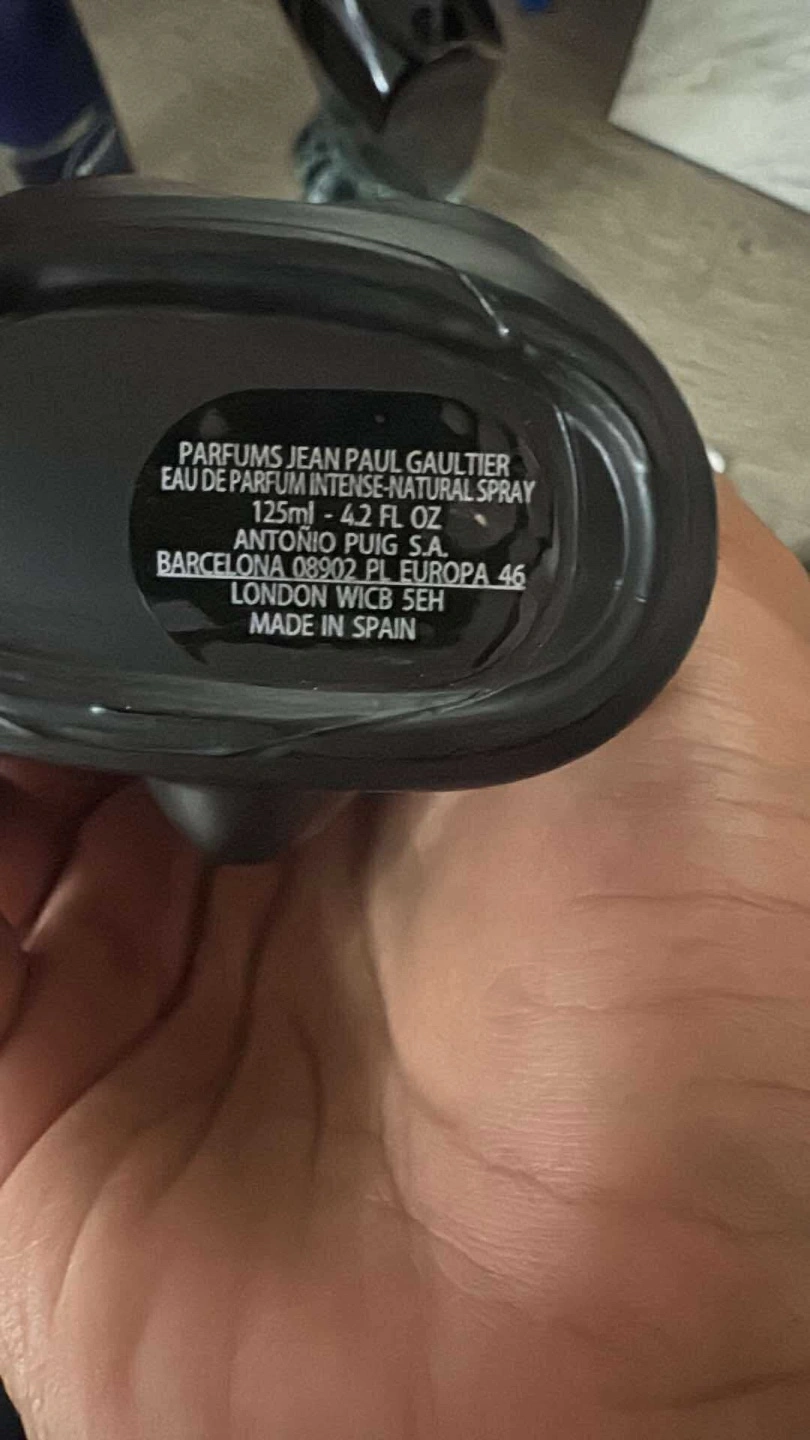 PARFUMS JEAN PAUL GAULTIER
EAU DE PARFUM INTENSE-NATURAL SPRAY
125ml - 4.2 FL OZ
ANTOÑIO PUIG S.A.
BARCELONA 08902 PL EUROPA 46
LONDON WICB 5EH
MADE IN SPAIN